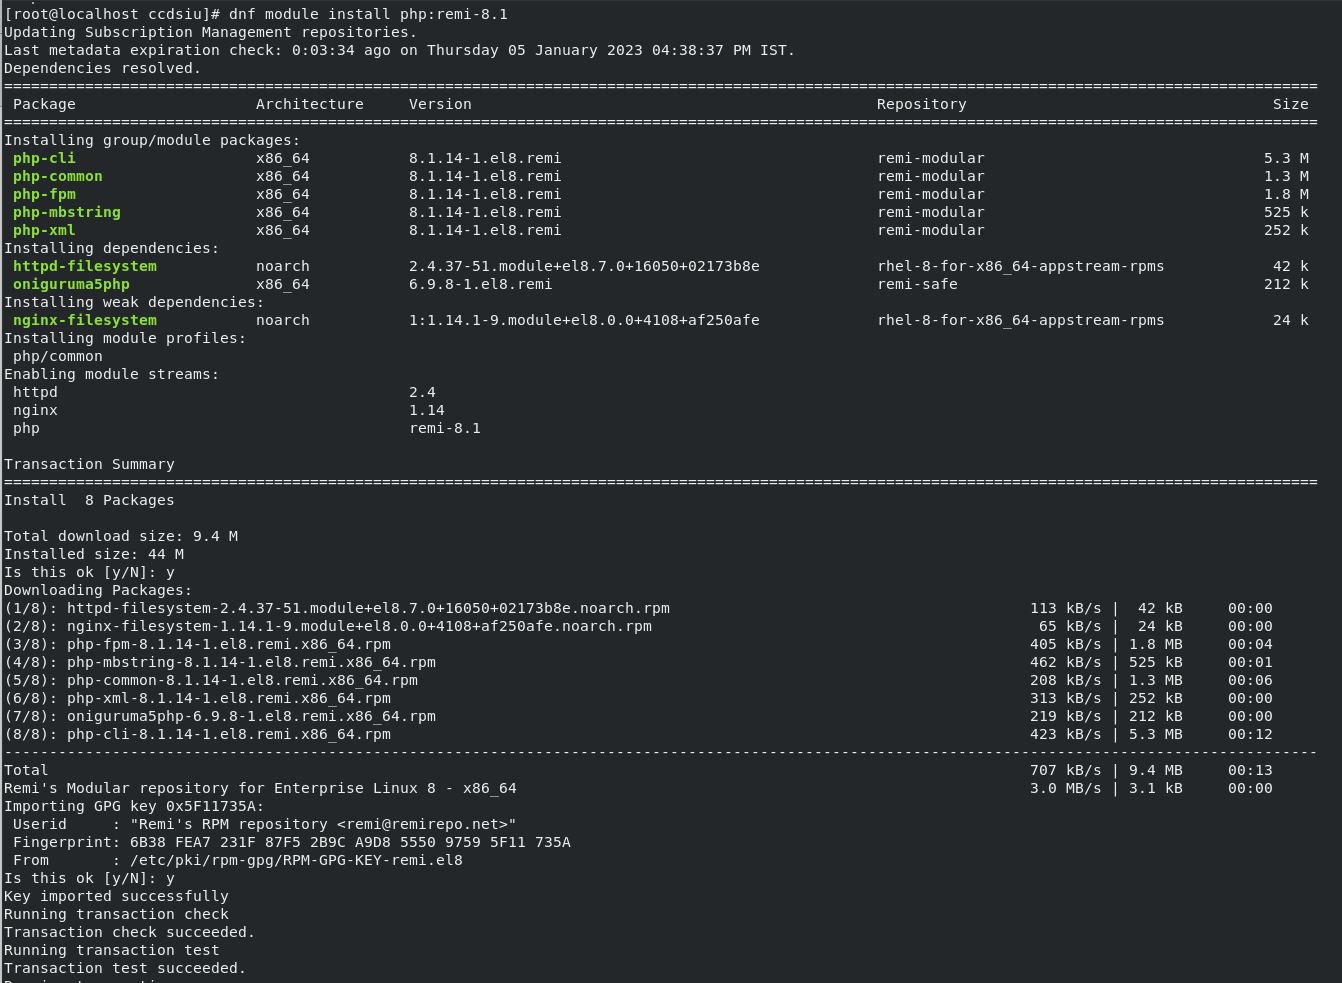 [root@localhost ccdsiu]# dnf module install php:remi-8.1
Updating Subscription Management repositories.
Last metadata expiration check: 0:03:34 ago on Thursday 05 January 2023 04:38:37 PM IST.
Dependencies resolved.
==================================================================================================================================================
Package Architecture Version Repository Size
==================================================================================================================================================
Installing group/module packages:
php-cli x86_64 8.1.14-1.el8.remi remi-modular 5.3 M
php-common x86_64 8.1.14-1.el8.remi remi-modular 1.3 M
php-fpm x86_64 8.1.14-1.el8.remi remi-modular 1.8 M
php-mbstring x86_64 8.1.14-1.el8.remi remi-modular 525 k
php-xml x86_64 8.1.14-1.el8.remi remi-modular 252 k
Installing dependencies:
httpd-filesystem noarch 2.4.37-51.module+el8.7.0+16050+02173b8e rhel-8-for-x86_64-appstream-rpms 42 k
oniguruma5php x86_64 6.9.8-1.el8.remi remi-safe 212 k
Installing weak dependencies:
nginx-filesystem noarch 1:1.14.1-9.module+el8.0.0+4108+af250afe rhel-8-for-x86_64-appstream-rpms 24 k
Installing module profiles:
php/common
Enabling module streams:
httpd 2.4
nginx 1.14
php remi-8.1
Transaction Summary
==================================================================================================================================================
Install 8 Packages
Total download size: 9.4 M
Installed size: 44 M
Is this ok [y/N]: y
Downloading Packages:
(1/8): httpd-filesystem-2.4.37-51.module+el8.7.0+16050+02173b8e.noarch.rpm 113 kB/s | 42 kB 00:00
(2/8): nginx-filesystem-1.14.1-9.module+el8.0.0+4108+af250afe.noarch.rpm 65 kB/s | 24 kB 00:00
(3/8): php-fpm-8.1.14-1.el8.remi.x86_64.rpm 405 kB/s | 1.8 MB 00:04
(4/8): php-mbstring-8.1.14-1.el8.remi.x86_64.rpm 462 kB/s | 525 kB 00:01
(5/8): php-common-8.1.14-1.el8.remi.x86_64.rpm 208 kB/s | 1.3 MB 00:06
(6/8): php-xml-8.1.14-1.el8.remi.x86_64.rpm 313 kB/s | 252 kB 00:00
(7/8): oniguruma5php-6.9.8-1.el8.remi.x86_64.rpm 219 kB/s | 212 kB 00:00
(8/8): php-cli-8.1.14-1.el8.remi.x86_64.rpm 423 kB/s | 5.3 MB 00:12
--------------------------------------------------------------------------------------------------------------------------------------------------
Total 707 kB/s | 9.4 MB 00:13
Remi's Modular repository for Enterprise Linux 8 - x86_64 3.0 MB/s | 3.1 kB 00:00
Importing GPG key 0x5F11735A:
Userid : "Remi's RPM repository <remi@remirepo.net>"
Fingerprint: 6B38 FEA7 231F 87F5 2B9C A9D8 5550 9759 5F11 735A
From : /etc/pki/rpm-gpg/RPM-GPG-KEY-remi.el8
Is this ok [y/N]: y
Key imported successfully
Running transaction check
Transaction check succeeded.
Running transaction test
Transaction test succeeded.